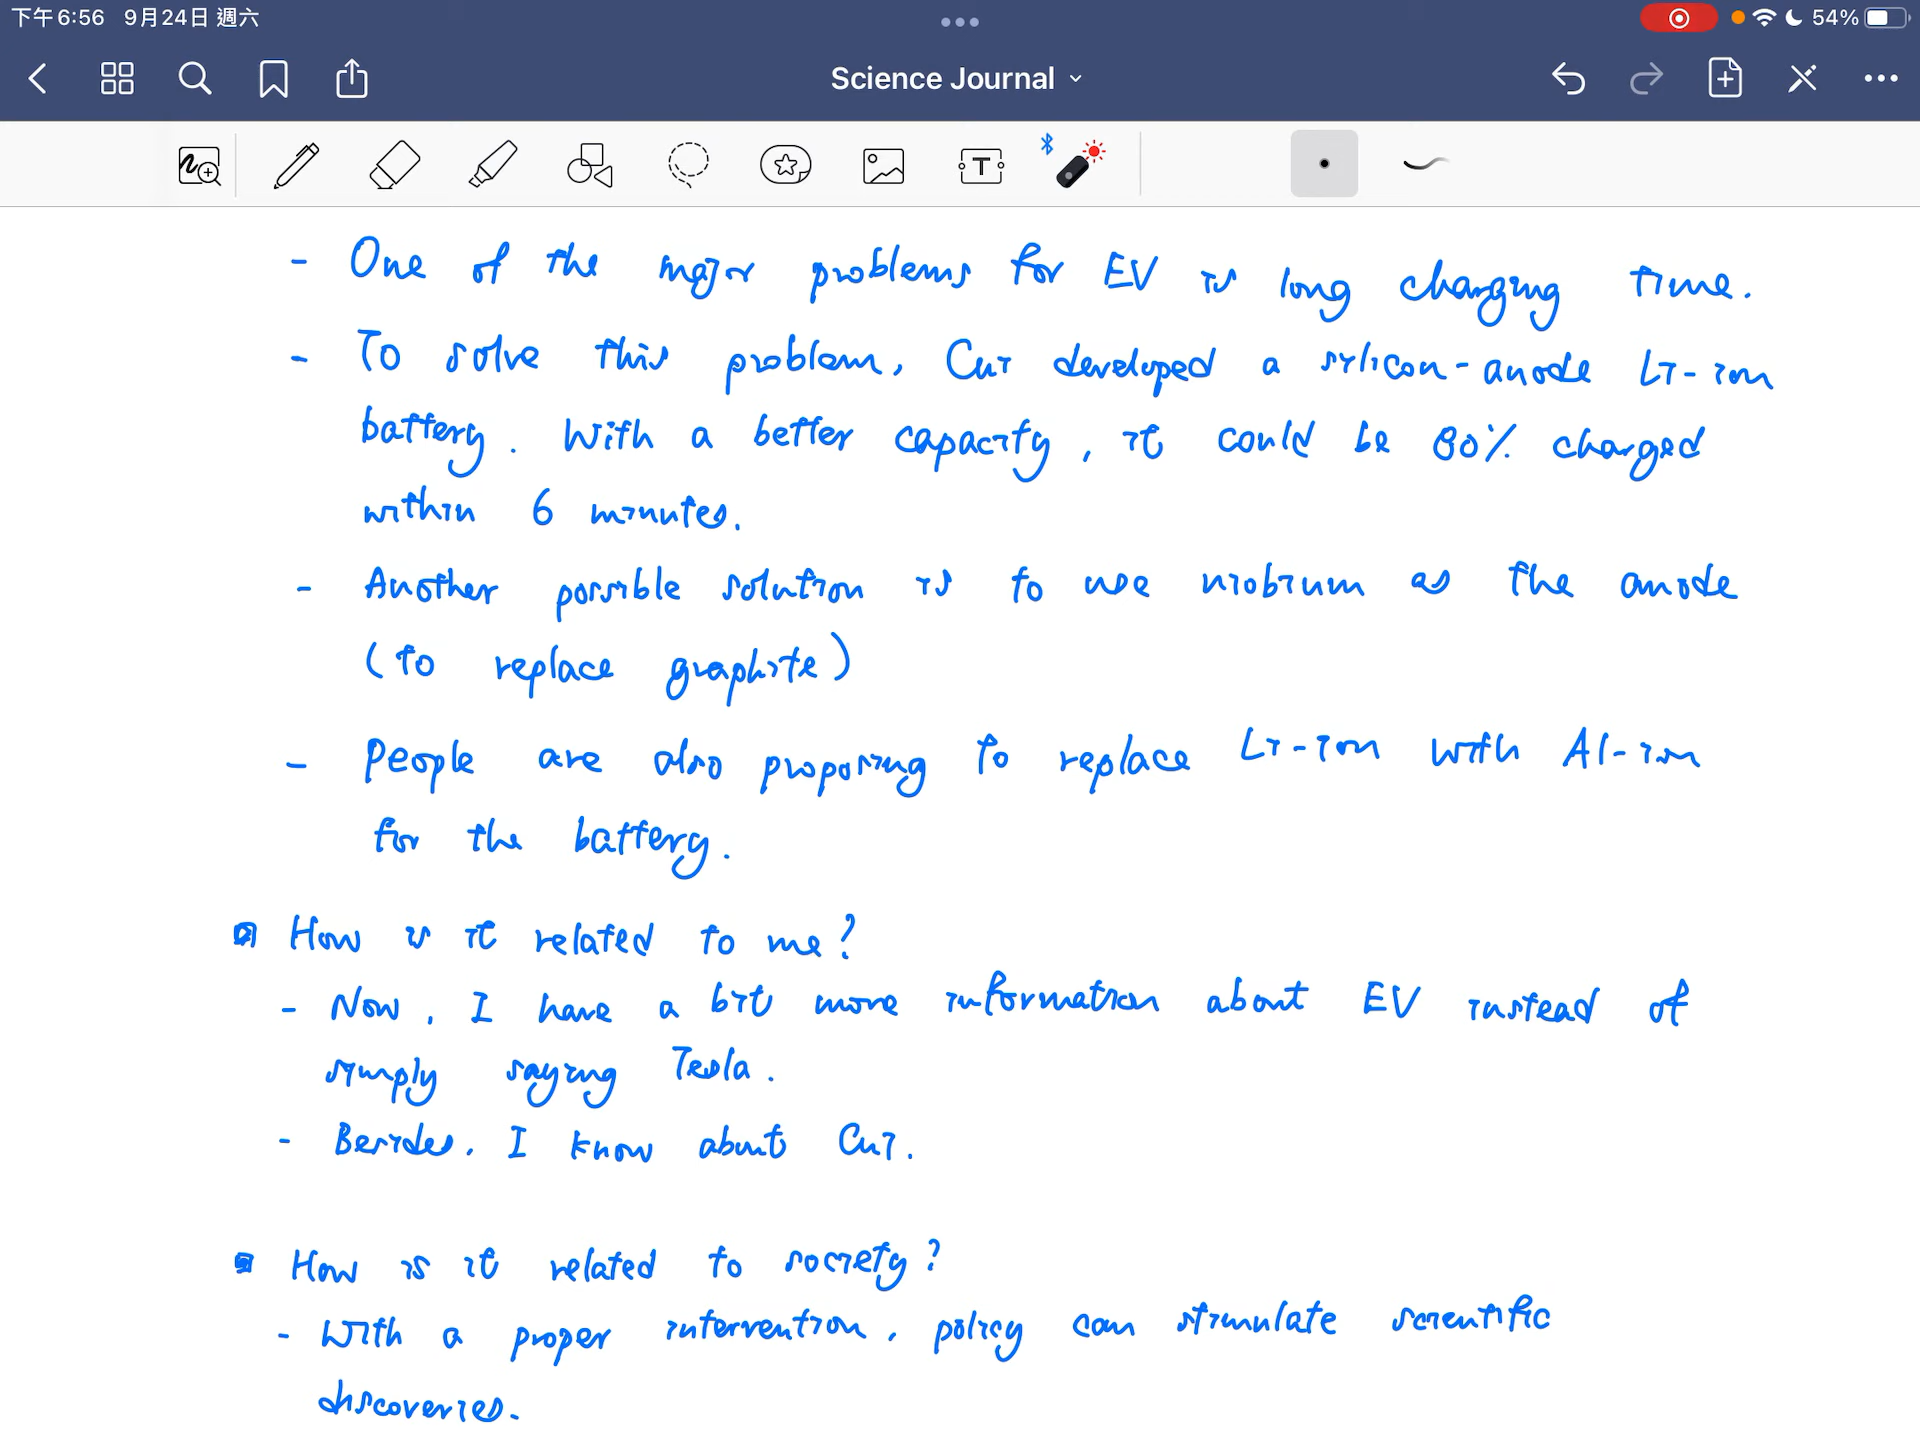 下午6:56 9月24日 週六
54%
Science Journal
T
- One of the major problems for EV is long charging time.
- To solve this problem, Cui developed a silicon-anode Li-ion
battery. With a better capacity, it could be 80% charged
within 6 minutes.
- Another possible solution is to use niobium as the anode
(to replace graphite)
- People are also proposing to replace Li-ion with Al-ion
for the battery.
How is it related to me?
- Now, I have a bit more information about EV instead of
simply saying Tesla.
- Besides, I know about Cui.
How is it related to society?
- With a proper intervention, policy can stimulate scientific
discoveries.